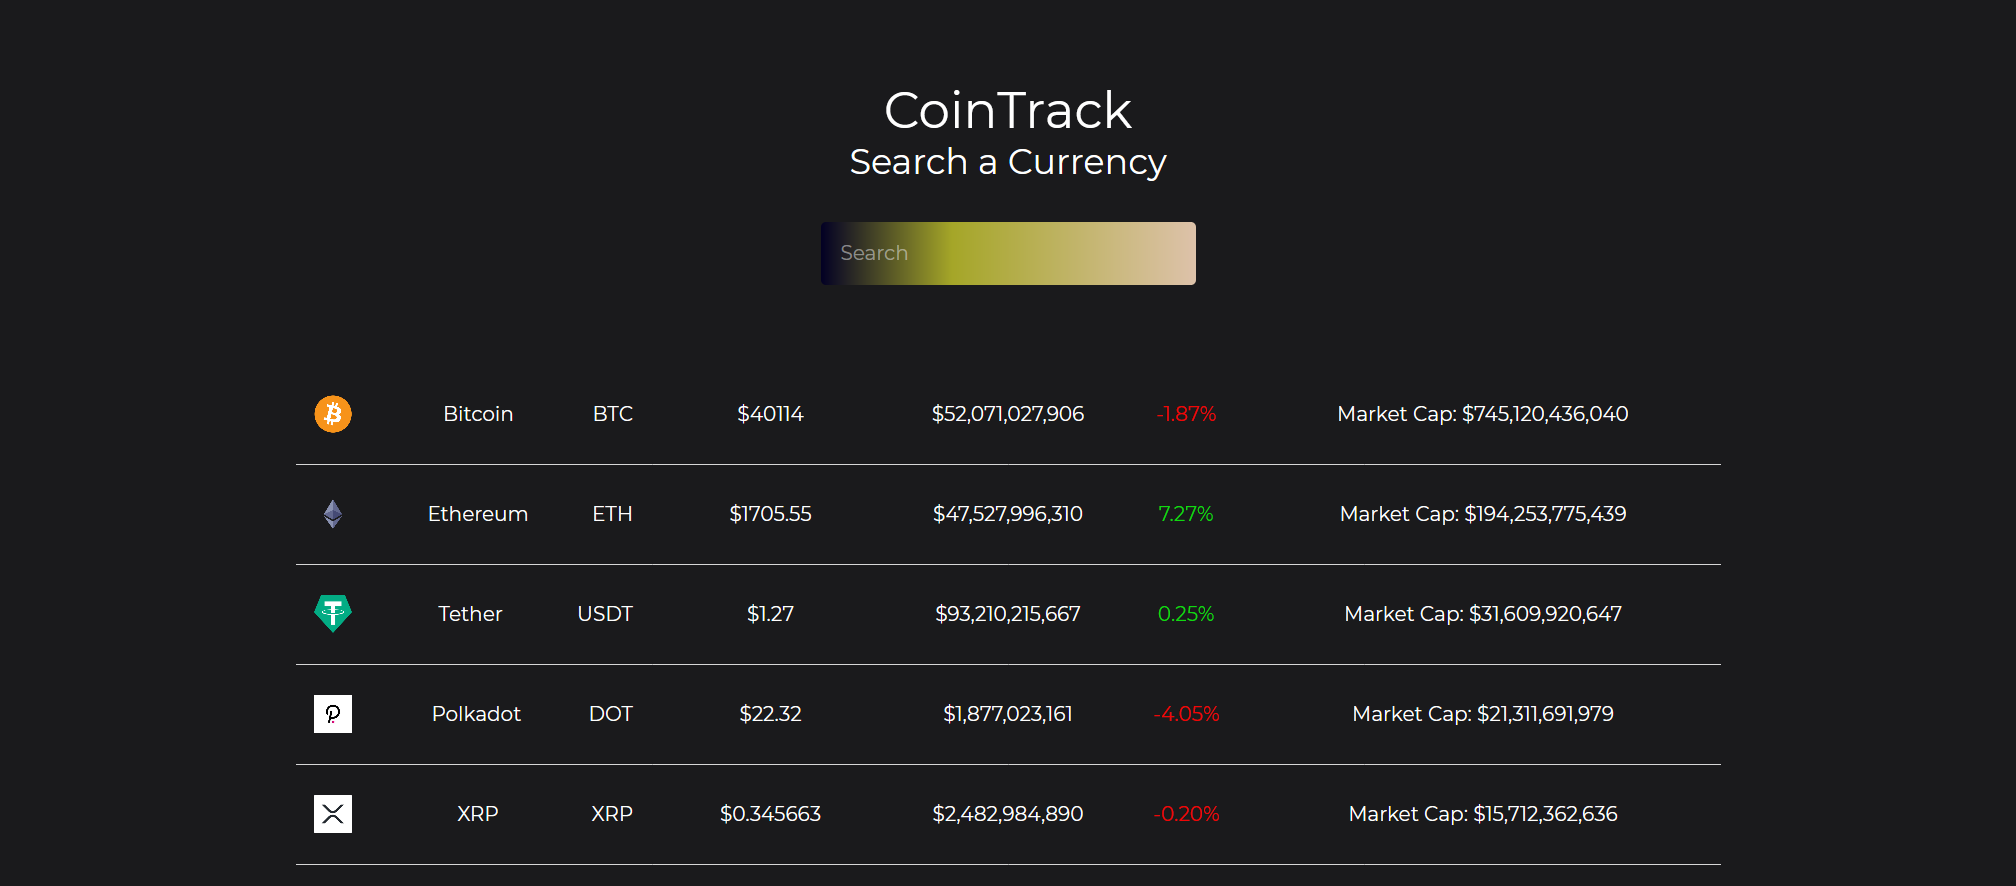 CoinTrack
Search a Currency
Search
Bitcoin BTC $40114 $52,071,027,906 -1.87% Market Cap: $745,120,436,040
Ethereum ETH $1705.55 $47,527,996,310 7.27% Market Cap: $194,253,775,439
Tether USDT $1.27 $93,210,215,667 0.25% Market Cap: $31,609,920,647
Polkadot DOT $22.32 $1,877,023,161 -4.05% Market Cap: $21,311,691,979
XRP XRP $0.345663 $2,482,984,890 -0.20% Market Cap: $15,712,362,636